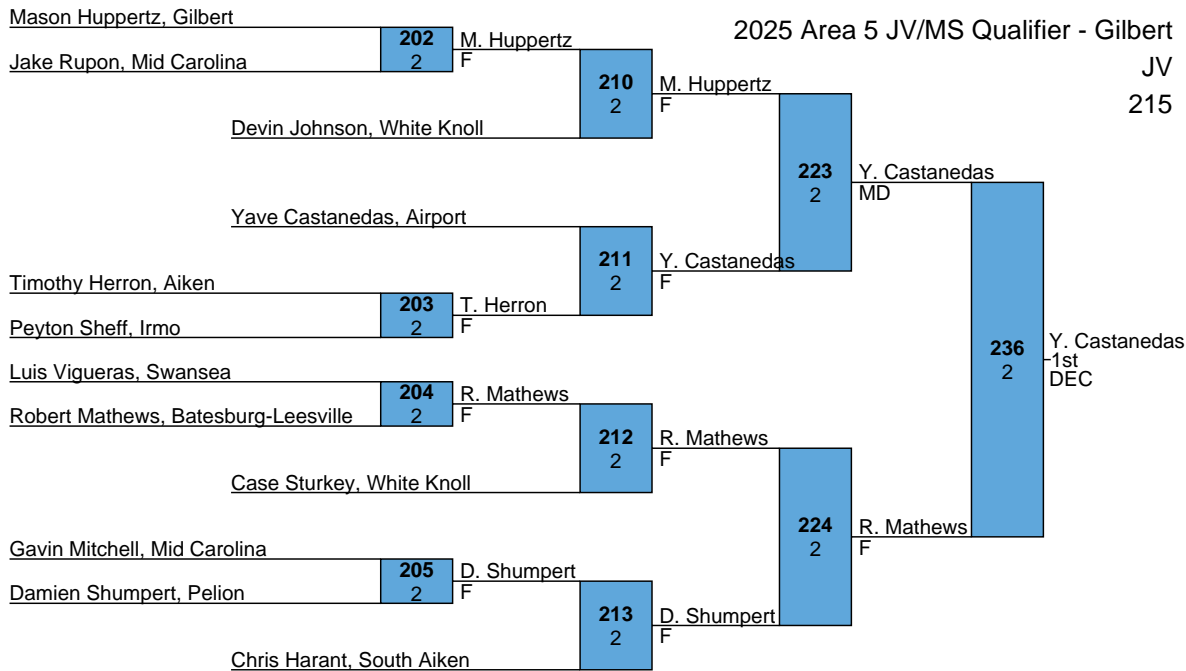 2025 Area 5 JV/MS Qualifier - Gilbert
JV
215
Mason Huppertz, Gilbert
202
2
M. Huppertz
F
Jake Rupon, Mid Carolina
210
2
M. Huppertz
F
Devin Johnson, White Knoll
223
2
Y. Castanedas
MD
Yave Castanedas, Airport
211
2
Y. Castanedas
F
Timothy Herron, Aiken
203
2
T. Herron
F
Peyton Sheff, Irmo
236
2
Y. Castanedas
1st
DEC
Luis Vigueras, Swansea
204
2
R. Mathews
F
Robert Mathews, Batesburg-Leesville
212
2
R. Mathews
F
Case Sturkey, White Knoll
224
2
R. Mathews
F
Gavin Mitchell, Mid Carolina
205
2
D. Shumpert
F
Damien Shumpert, Pelion
213
2
D. Shumpert
F
Chris Harant, South Aiken